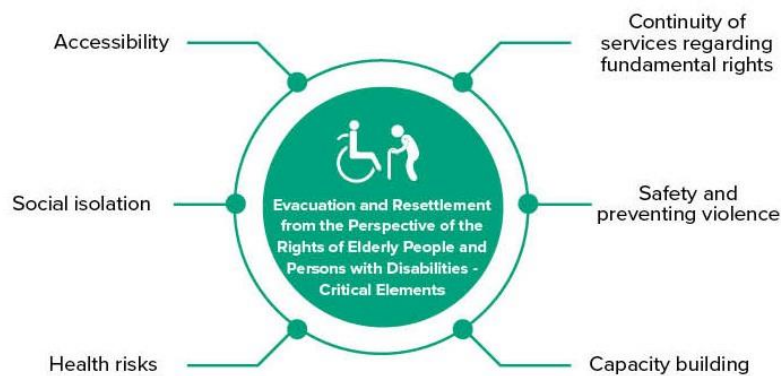 Accessibility
Continuity of
services regarding
fundamental rights
Evacuation and Resettlement
from the Perspective of the
Rights of Elderly People and
Persons with Disabilities -
Critical Elements
Social isolation
Safety and
preventing violence
Health risks
Capacity building